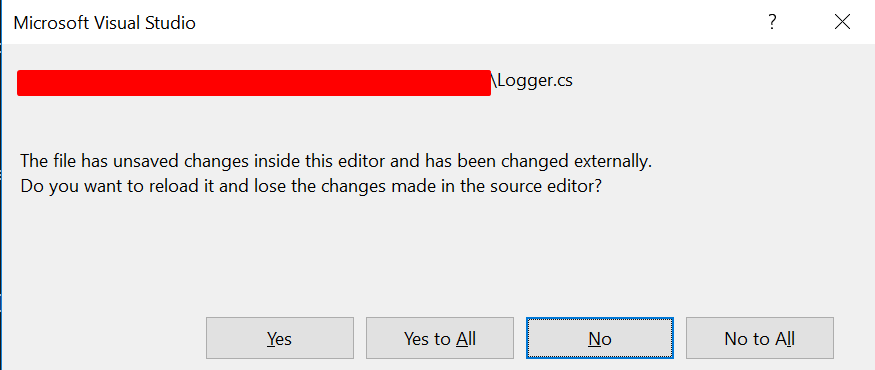 Microsoft Visual Studio
?
\Logger.cs
The file has unsaved changes inside this editor and has been changed externally.
Do you want to reload it and lose the changes made in the source editor?
Yes Yes to All No No to All